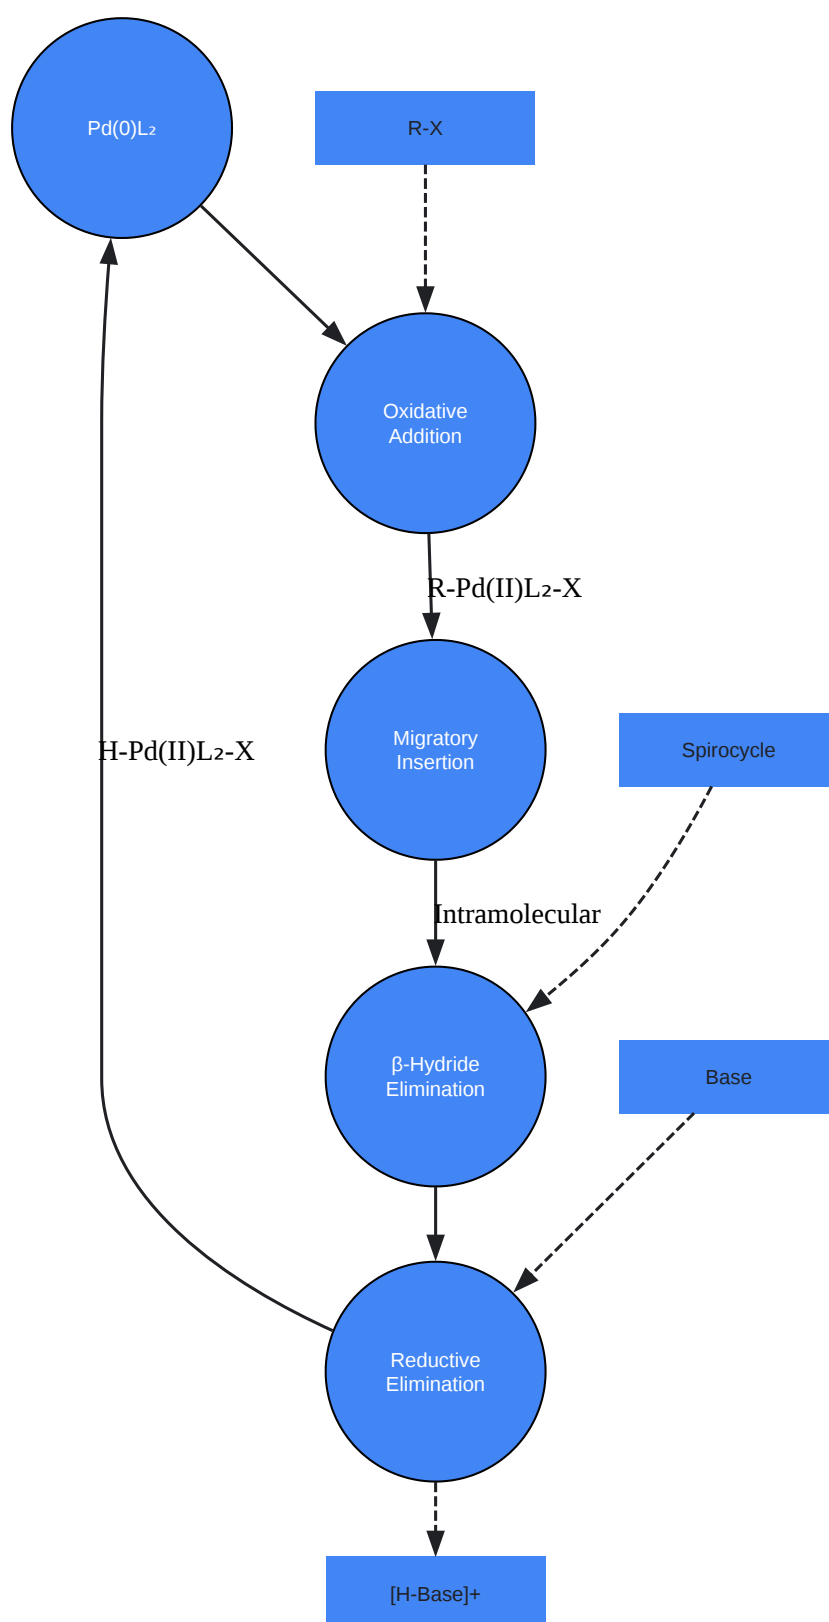 Pd(0)L₂
R-X
Oxidative
Addition
R-Pd(II)L₂-X
Migratory
Insertion
Spirocycle
H-Pd(II)L₂-X
Intramolecular
β-Hydride
Elimination
Base
Reductive
Elimination
[H-Base]+